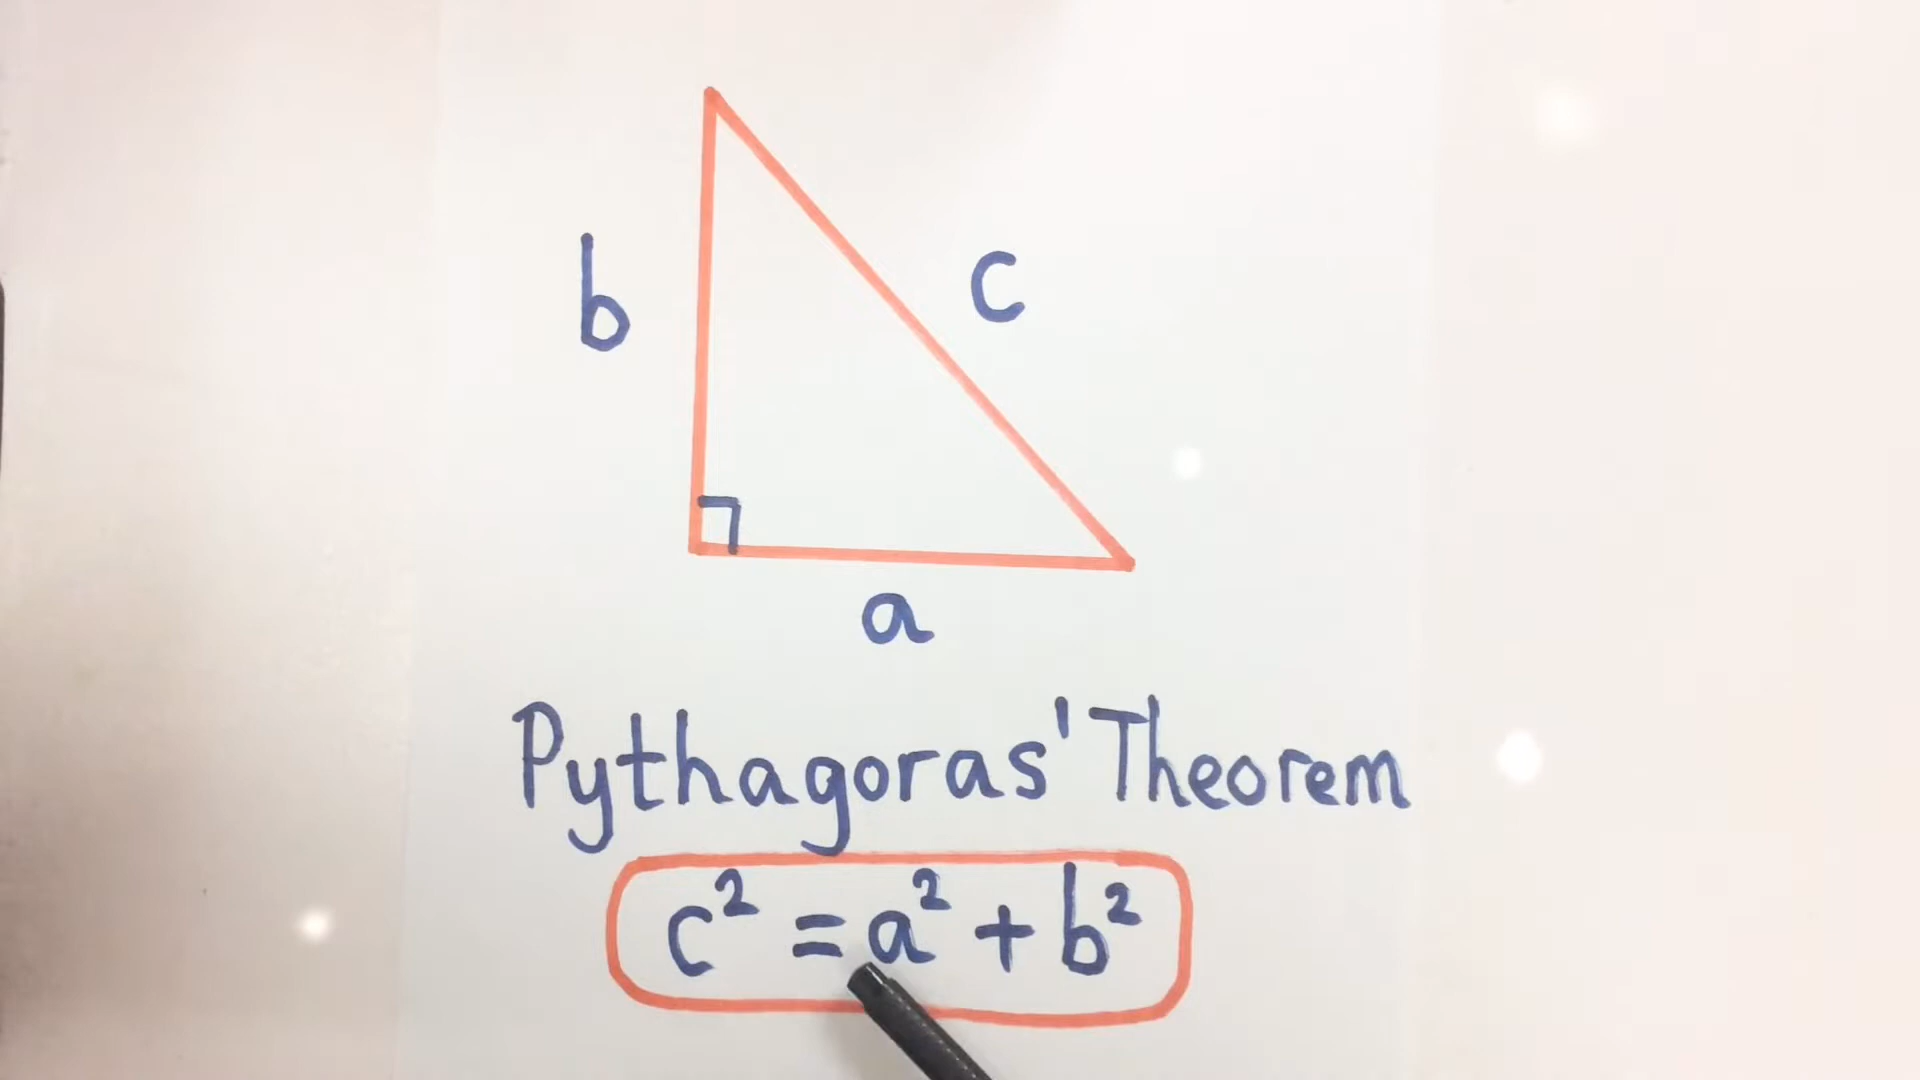 b
c
a
Pythagoras' Theorem
c² = a² + b²